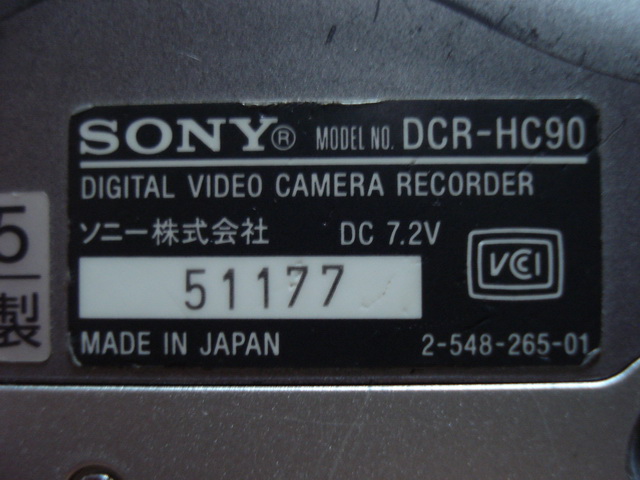 SONY® MODEL NO. DCR-HC90
DIGITAL VIDEO CAMERA RECORDER
ソニー株式会社 DC 7.2V
VCCI
51177
MADE IN JAPAN 2-548-265-01
5
製